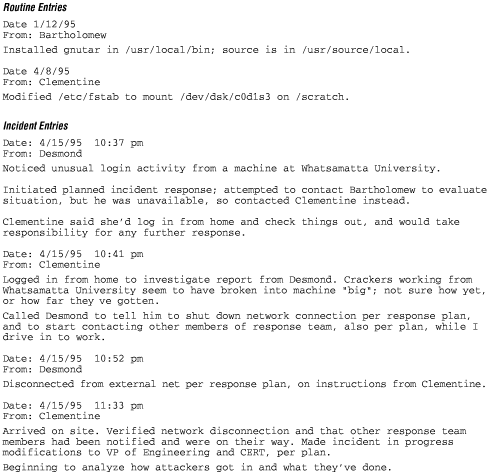 Routine Entries
Date 1/12/95
From: Bartholomew
Installed gnutar in /usr/local/bin; source is in /usr/source/local.
Date 4/8/95
From: Clementine
Modified /etc/fstab to mount /dev/dsk/c0d1s3 on /scratch.
Incident Entries
Date: 4/15/95  10:37 pm
From: Desmond
Noticed unusual login activity from a machine at Whatsamatta University.
Initiated planned incident response; attempted to contact Bartholomew to evaluate
situation, but he was unavailable, so contacted Clementine instead.
Clementine said she'd log in from home and check things out, and would take
responsibility for any further response.
Date: 4/15/95  10:41 pm
From: Clementine
Logged in from home to investigate report from Desmond. Crackers working from
Whatsamatta University seem to have broken into machine "big"; not sure how yet,
or how far they ve gotten.
Called Desmond to tell him to shut down network connection per response plan,
and to start contacting other members of response team, also per plan, while I
drive in to work.
Date: 4/15/95  10:52 pm
From: Desmond
Disconnected from external net per response plan, on instructions from Clementine.
Date: 4/15/95  11:33 pm
From: Clementine
Arrived on site. Verified network disconnection and that other response team
members had been notified and were on their way. Made incident in progress
modifications to VP of Engineering and CERT, per plan.
Beginning to analyze how attackers got in and what they've done.